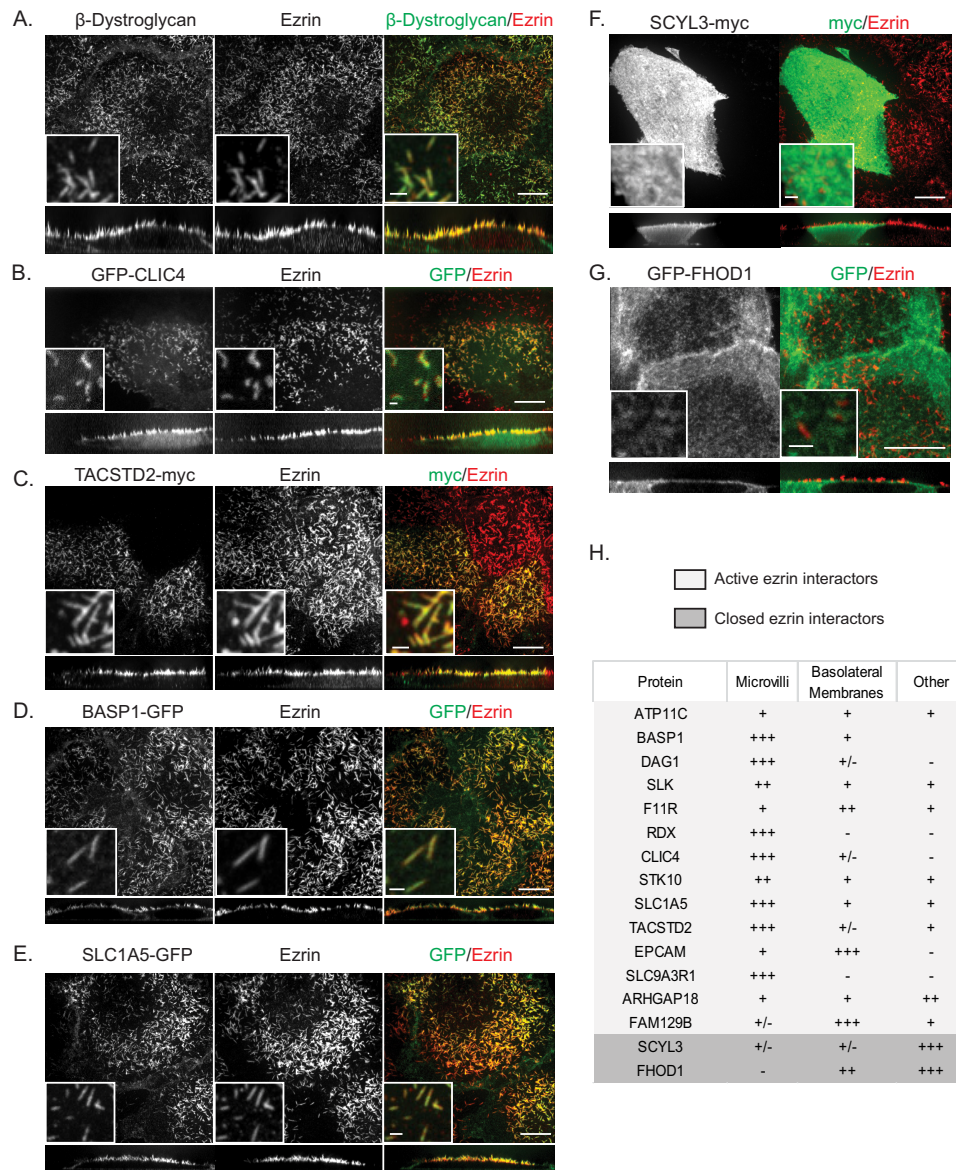 A.
β-Dystroglycan Ezrin β-Dystroglycan/Ezrin
B.
GFP-CLIC4 Ezrin GFP/Ezrin
C.
TACSTD2-myc Ezrin myc/Ezrin
D.
BASP1-GFP Ezrin GFP/Ezrin
E.
SLC1A5-GFP Ezrin GFP/Ezrin
F.
SCYL3-myc myc/Ezrin
G.
GFP-FHOD1 GFP/Ezrin
H.
Active ezrin interactors
Closed ezrin interactors
Protein Microvilli Basolateral Membranes Other
ATP11C + + +
BASP1 +++ +
DAG1 +++ +/- -
SLK ++ + +
F11R + ++ +
RDX +++ - -
CLIC4 +++ +/- -
STK10 ++ + +
SLC1A5 +++ + +
TACSTD2 +++ +/- +
EPCAM + +++ -
SLC9A3R1 +++ - -
ARHGAP18 + + ++
FAM129B +/- +++ +
SCYL3 +/- +/- +++
FHOD1 - ++ +++